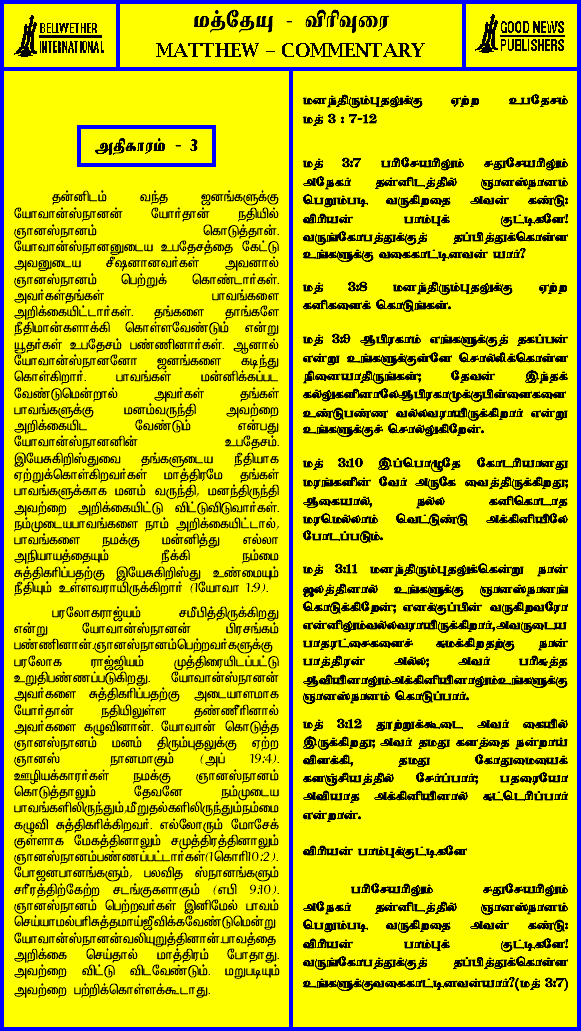 BELLWETHER
INTERNATIONAL
மத்தேயு - விரிவுரை
MATTHEW – COMMENTARY
GOOD NEWS
PUBLISHERS
அதிகாரம் - 3
தன்னிடம் வந்த ஜனங்களுக்கு
யோவான்ஸ்நானன் யோர்தான் நதியில்
ஞானஸ்நானம் கொடுத்தான்.
யோவான்ஸ்நானனுடைய உபதேசத்தை கேட்டு
அவனுடைய சீஷனானவர்கள் அவனால்
ஞானஸ்நானம் பெற்றுக் கொண்டார்கள்.
அவர்கள்தங்கள் பாவங்களை
அறிக்கையிட்டார்கள். தங்களை தாங்களே
நீதிமான்களாக்கி கொள்ளவேண்டும் என்று
யூதர்கள் உபதேசம் பண்ணினார்கள். ஆனால்
யோவான்ஸ்நானனோ ஜனங்களை கடிந்து
கொள்கிறார். பாவங்கள் மன்னிக்கப்பட
வேண்டுமென்றால் அவர்கள் தங்கள்
பாவங்களுக்கு மனம்வருந்தி அவற்றை
அறிக்கையிட வேண்டும் என்பது
யோவான்ஸ்நானனின் உபதேசம்.
இயேசுகிறிஸ்துவை தங்களுடைய நீதியாக
ஏற்றுக்கொள்கிறவர்கள் மாத்திரமே தங்கள்
பாவங்களுக்காக மனம் வருந்தி, மனந்திருந்தி
அவற்றை அறிக்கையிட்டு விட்டுவிடுவார்கள்.
நம்முடையபாவங்களை நாம் அறிக்கையிட்டால்,
பாவங்களை நமக்கு மன்னித்து எல்லா
அநியாயத்தையும் நீக்கி நம்மை
சுத்திகரிப்பதற்கு இயேசுகிறிஸ்து உண்மையும்
நீதியும் உள்ளவராயிருக்கிறார் (1யோவா 1:9).
பரலோகராஜ்யம் சமீபித்திருக்கிறது
என்று யோவான்ஸ்நானன் பிரசங்கம்
பண்ணினான்.ஞானஸ்நானம்பெற்றவர்களுக்கு
பரலோக ராஜ்ஜியம் முத்திரையிடப்பட்டு
உறுதிபண்ணப்படுகிறது. யோவான்ஸ்நானன்
அவர்களை சுத்திகரிப்பதற்கு அடையாளமாக
யோர்தான் நதியிலுள்ள தண்ணீரினால்
அவர்களை கழுவினான். யோவான் கொடுத்த
ஞானஸ்நானம் மனம் திரும்புதலுக்கு ஏற்ற
ஞானஸ் நானமாகும் (அப் 19:4).
ஊழியக்காரர்கள் நமக்கு ஞானஸ்நானம்
கொடுத்தாலும் தேவனே நம்முடைய
பாவங்களிலிருந்தும்,மீறுதல்களிலிருந்தும்நம்மை
கழுவி சுத்திகரிக்கிறவர். எல்லோரும் மோசேக்
குள்ளாக மேகத்தினாலும் சமுத்திரத்தினாலும்
ஞானஸ்நானம்பண்ணப்பட்டார்கள்(1கொரி10:2).
போஜனபானங்களும், பலவித ஸ்நானங்களும்
சரீரத்திற்கேற்ற சடங்குகளாகும் (எபி 9:10).
ஞானஸ்நானம் பெற்றவர்கள் இனிமேல் பாவம்
செய்யாமல்பரிசுத்தமாய்ஜீவிக்கவேண்டுமென்று
யோவான்ஸ்நானன்வலியுறுத்தினான்.பாவத்தை
அறிக்கை செய்தால் மாத்திரம் போதாது.
அவற்றை விட்டு விடவேண்டும். மறுபடியும்
அவற்றை பற்றிக்கொள்ளக்கூடாது.
மனந்திரும்புதலுக்கு ஏற்ற உபதேசம்
மத் 3 : 7-12
மத் 3:7 பரிசேயரிலும் சதுசேயரிலும்
அநேகர் தன்னிடத்தில் ஞானஸ்நானம்
பெறும்படி வருகிறதை அவன் கண்டு:
விரியன் பாம்புக் குட்டிகளே!
வருங்கோபத்துக்குத் தப்பித்துக்கொள்ள
உங்களுக்கு வகைகாட்டினவன் யார்?
மத் 3:8 மனந்திரும்புதலுக்கு ஏற்ற
கனிகளைக் கொடுங்கள்.
மத் 3:9 ஆபிரகாம் எங்களுக்குத் தகப்பன்
என்று உங்களுக்குள்ளே சொல்லிக்கொள்ள
நினையாதிருங்கள்; தேவன் இந்தக்
கல்லுகளினாலேஆபிரகாமுக்குபிள்ளைகளை
உண்டுபண்ண வல்லவராயிருக்கிறார் என்று
உங்களுக்குச் சொல்லுகிறேன்.
மத் 3:10 இப்பொழுதே கோடரியானது
மரங்களின் வேர் அருகே வைத்திருக்கிறது;
ஆகையால், நல்ல கனிகொடாத
மரமெல்லாம் வெட்டுண்டு அக்கினியிலே
போடப்படும்.
மத் 3:11 மனந்திரும்புதலுக்கென்று நான்
ஜலத்தினால் உங்களுக்கு ஞானஸ்நானங்
கொடுக்கிறேன்; எனக்குப்பின் வருகிறவரோ
என்னிலும்வல்லவராயிருக்கிறார்,அவருடைய
பாதரட்சைகளைச் சுமக்கிறதற்கு நான்
பாத்திரன் அல்ல; அவர் பரிசுத்த
ஆவியினாலும்அக்கினியினாலும்உங்களுக்கு
ஞானஸ்நானம் கொடுப்பார்.
மத் 3:12 தூற்றுக்கூடை அவர் கையில்
இருக்கிறது; அவர் தமது களத்தை நன்றாய்
விளக்கி, தமது கோதுமையைக்
களஞ்சியத்தில் சேர்ப்பார்; பதரையோ
அவியாத அக்கினியினால் சுட்டெரிப்பார்
என்றான்.
விரியன் பாம்புக்குட்டிகளே
பரிசேயரிலும் சதுசேயரிலும்
அநேகர் தன்னிடத்தில் ஞானஸ்நானம்
பெறும்படி வருகிறதை அவன் கண்டு:
விரியன் பாம்புக் குட்டிகளே!
வருங்கோபத்துக்குத் தப்பித்துக்கொள்ள
உங்களுக்குவகைகாட்டினவன்யார்?(மத் 3:7)